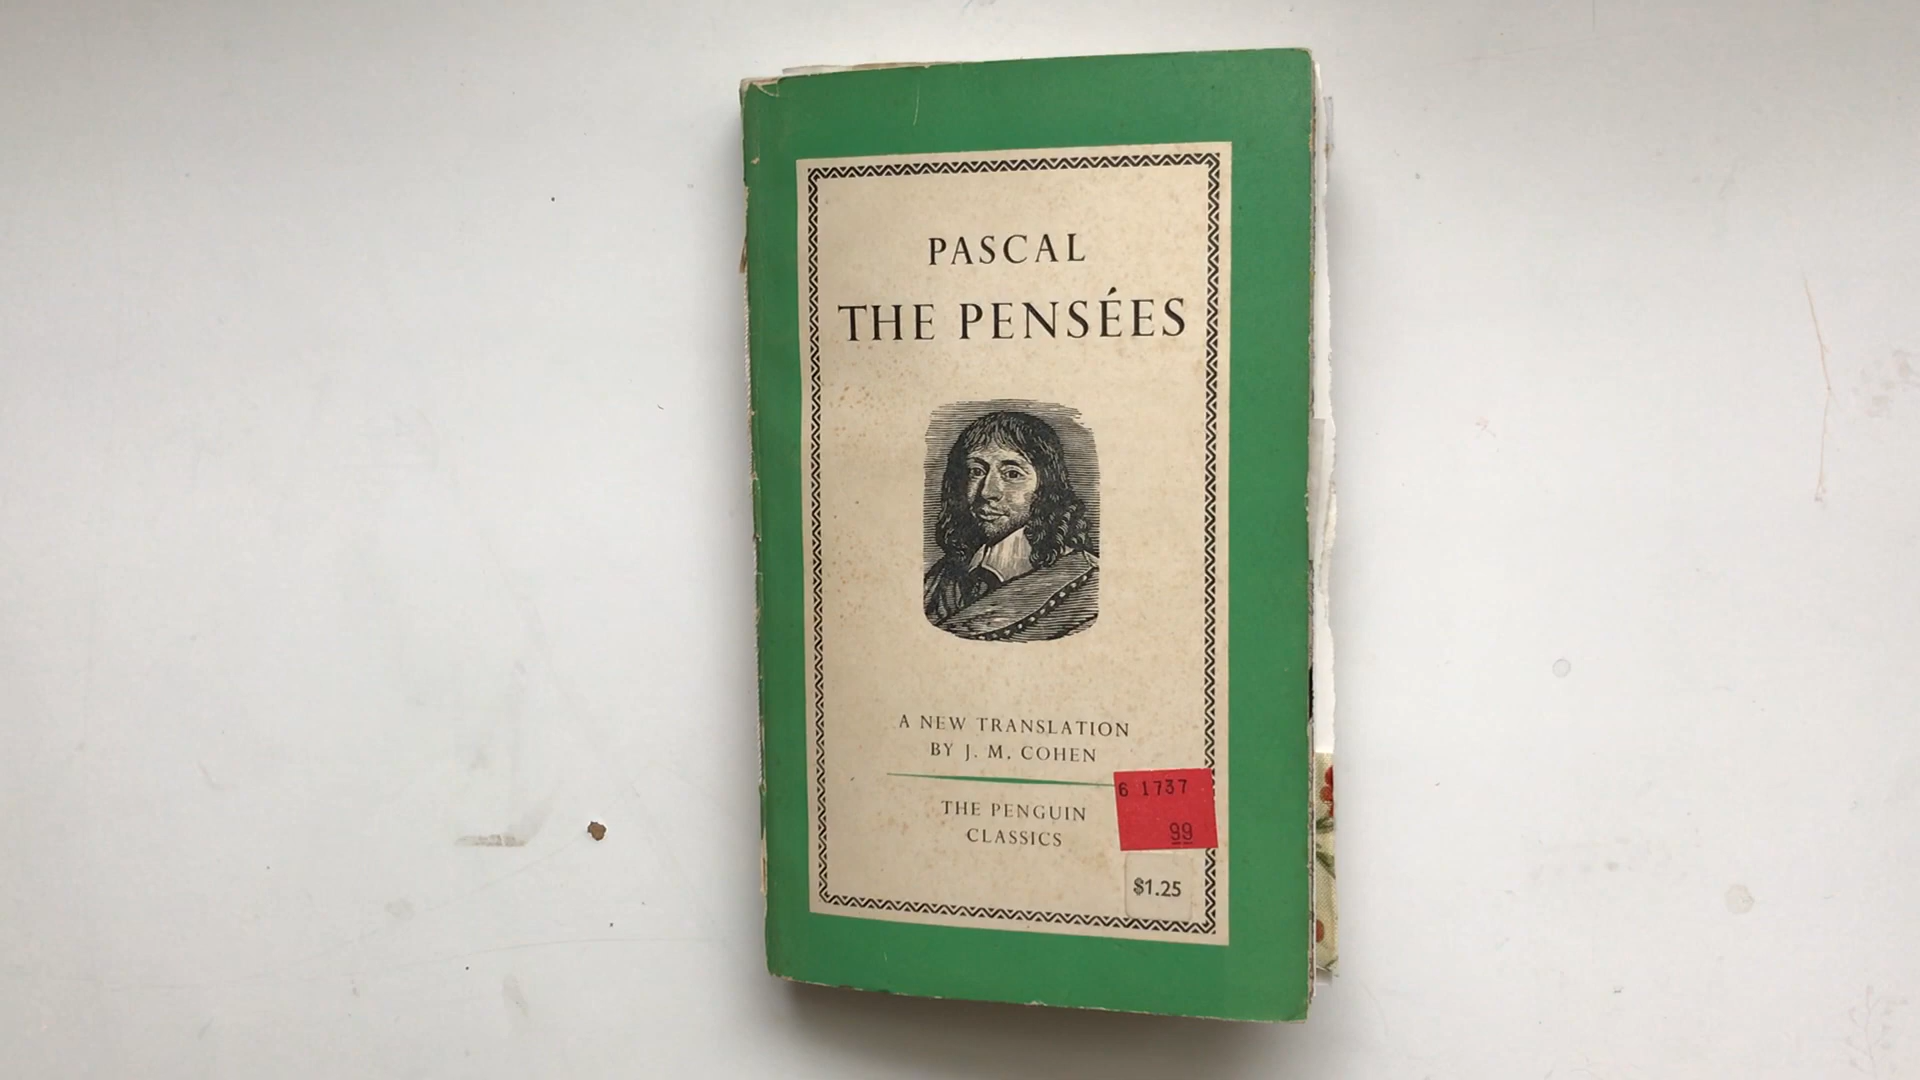 PASCAL
THE PENSÉES
A NEW TRANSLATION
BY J. M. COHEN
THE PENGUIN
CLASSICS
6 1737
99
$1.25